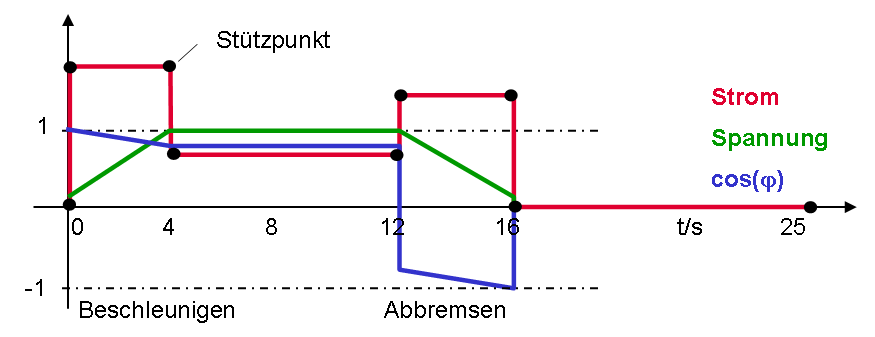 Stützpunkt
Strom
1
Spannung
cos(φ)
0 4 8 12 16 t/s 25
-1
Beschleunigen Abbremsen